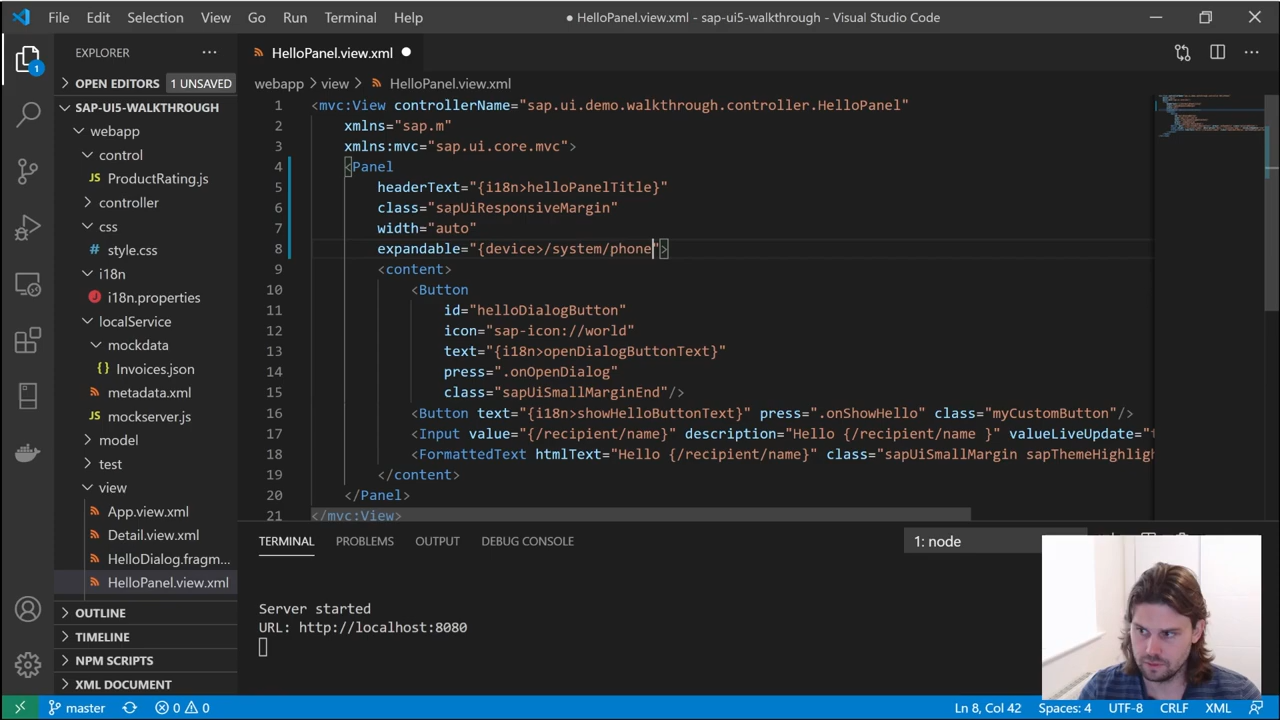 File Edit Selection View Go Run Terminal Help
● HelloPanel.view.xml - sap-ui5-walkthrough - Visual Studio Code
EXPLORER
HelloPanel.view.xml
OPEN EDITORS 1 UNSAVED
webapp > view > HelloPanel.view.xml
SAP-UI5-WALKTHROUGH
webapp
control
JS ProductRating.js
controller
css
# style.css
i18n
i18n.properties
localService
mockdata
{} Invoices.json
metadata.xml
JS mockserver.js
model
test
view
App.view.xml
Detail.view.xml
HelloDialog.fragm...
HelloPanel.view.xml
OUTLINE
TIMELINE
NPM SCRIPTS
XML DOCUMENT
1 <mvc:View controllerName="sap.ui.demo.walkthrough.controller.HelloPanel"
2 xmlns="sap.m"
3 xmlns:mvc="sap.ui.core.mvc">
4 <Panel
5 headerText="{i18n>helloPanelTitle}"
6 class="sapUiResponsiveMargin"
7 width="auto"
8 expandable="{device>/system/phone">
9 <content>
10 <Button
11 id="helloDialogButton"
12 icon="sap-icon://world"
13 text="{i18n>openDialogButtonText}"
14 press=".onOpenDialog"
15 class="sapUiSmallMarginEnd"/>
16 <Button text="{i18n>showHelloButtonText}" press=".onShowHello" class="myCustomButton"/>
17 <Input value="{/recipient/name}" description="Hello {/recipient/name }" valueLiveUpdate="t
18 <FormattedText htmlText="Hello {/recipient/name}" class="sapUiSmallMargin sapThemeHighligh
19 </content>
20 </Panel>
21 </mvc:View>
TERMINAL PROBLEMS OUTPUT DEBUG CONSOLE 1: node
Server started
URL: http://localhost:8080
1
master 0 0 Ln 8, Col 42 Spaces: 4 UTF-8 CRLF XML